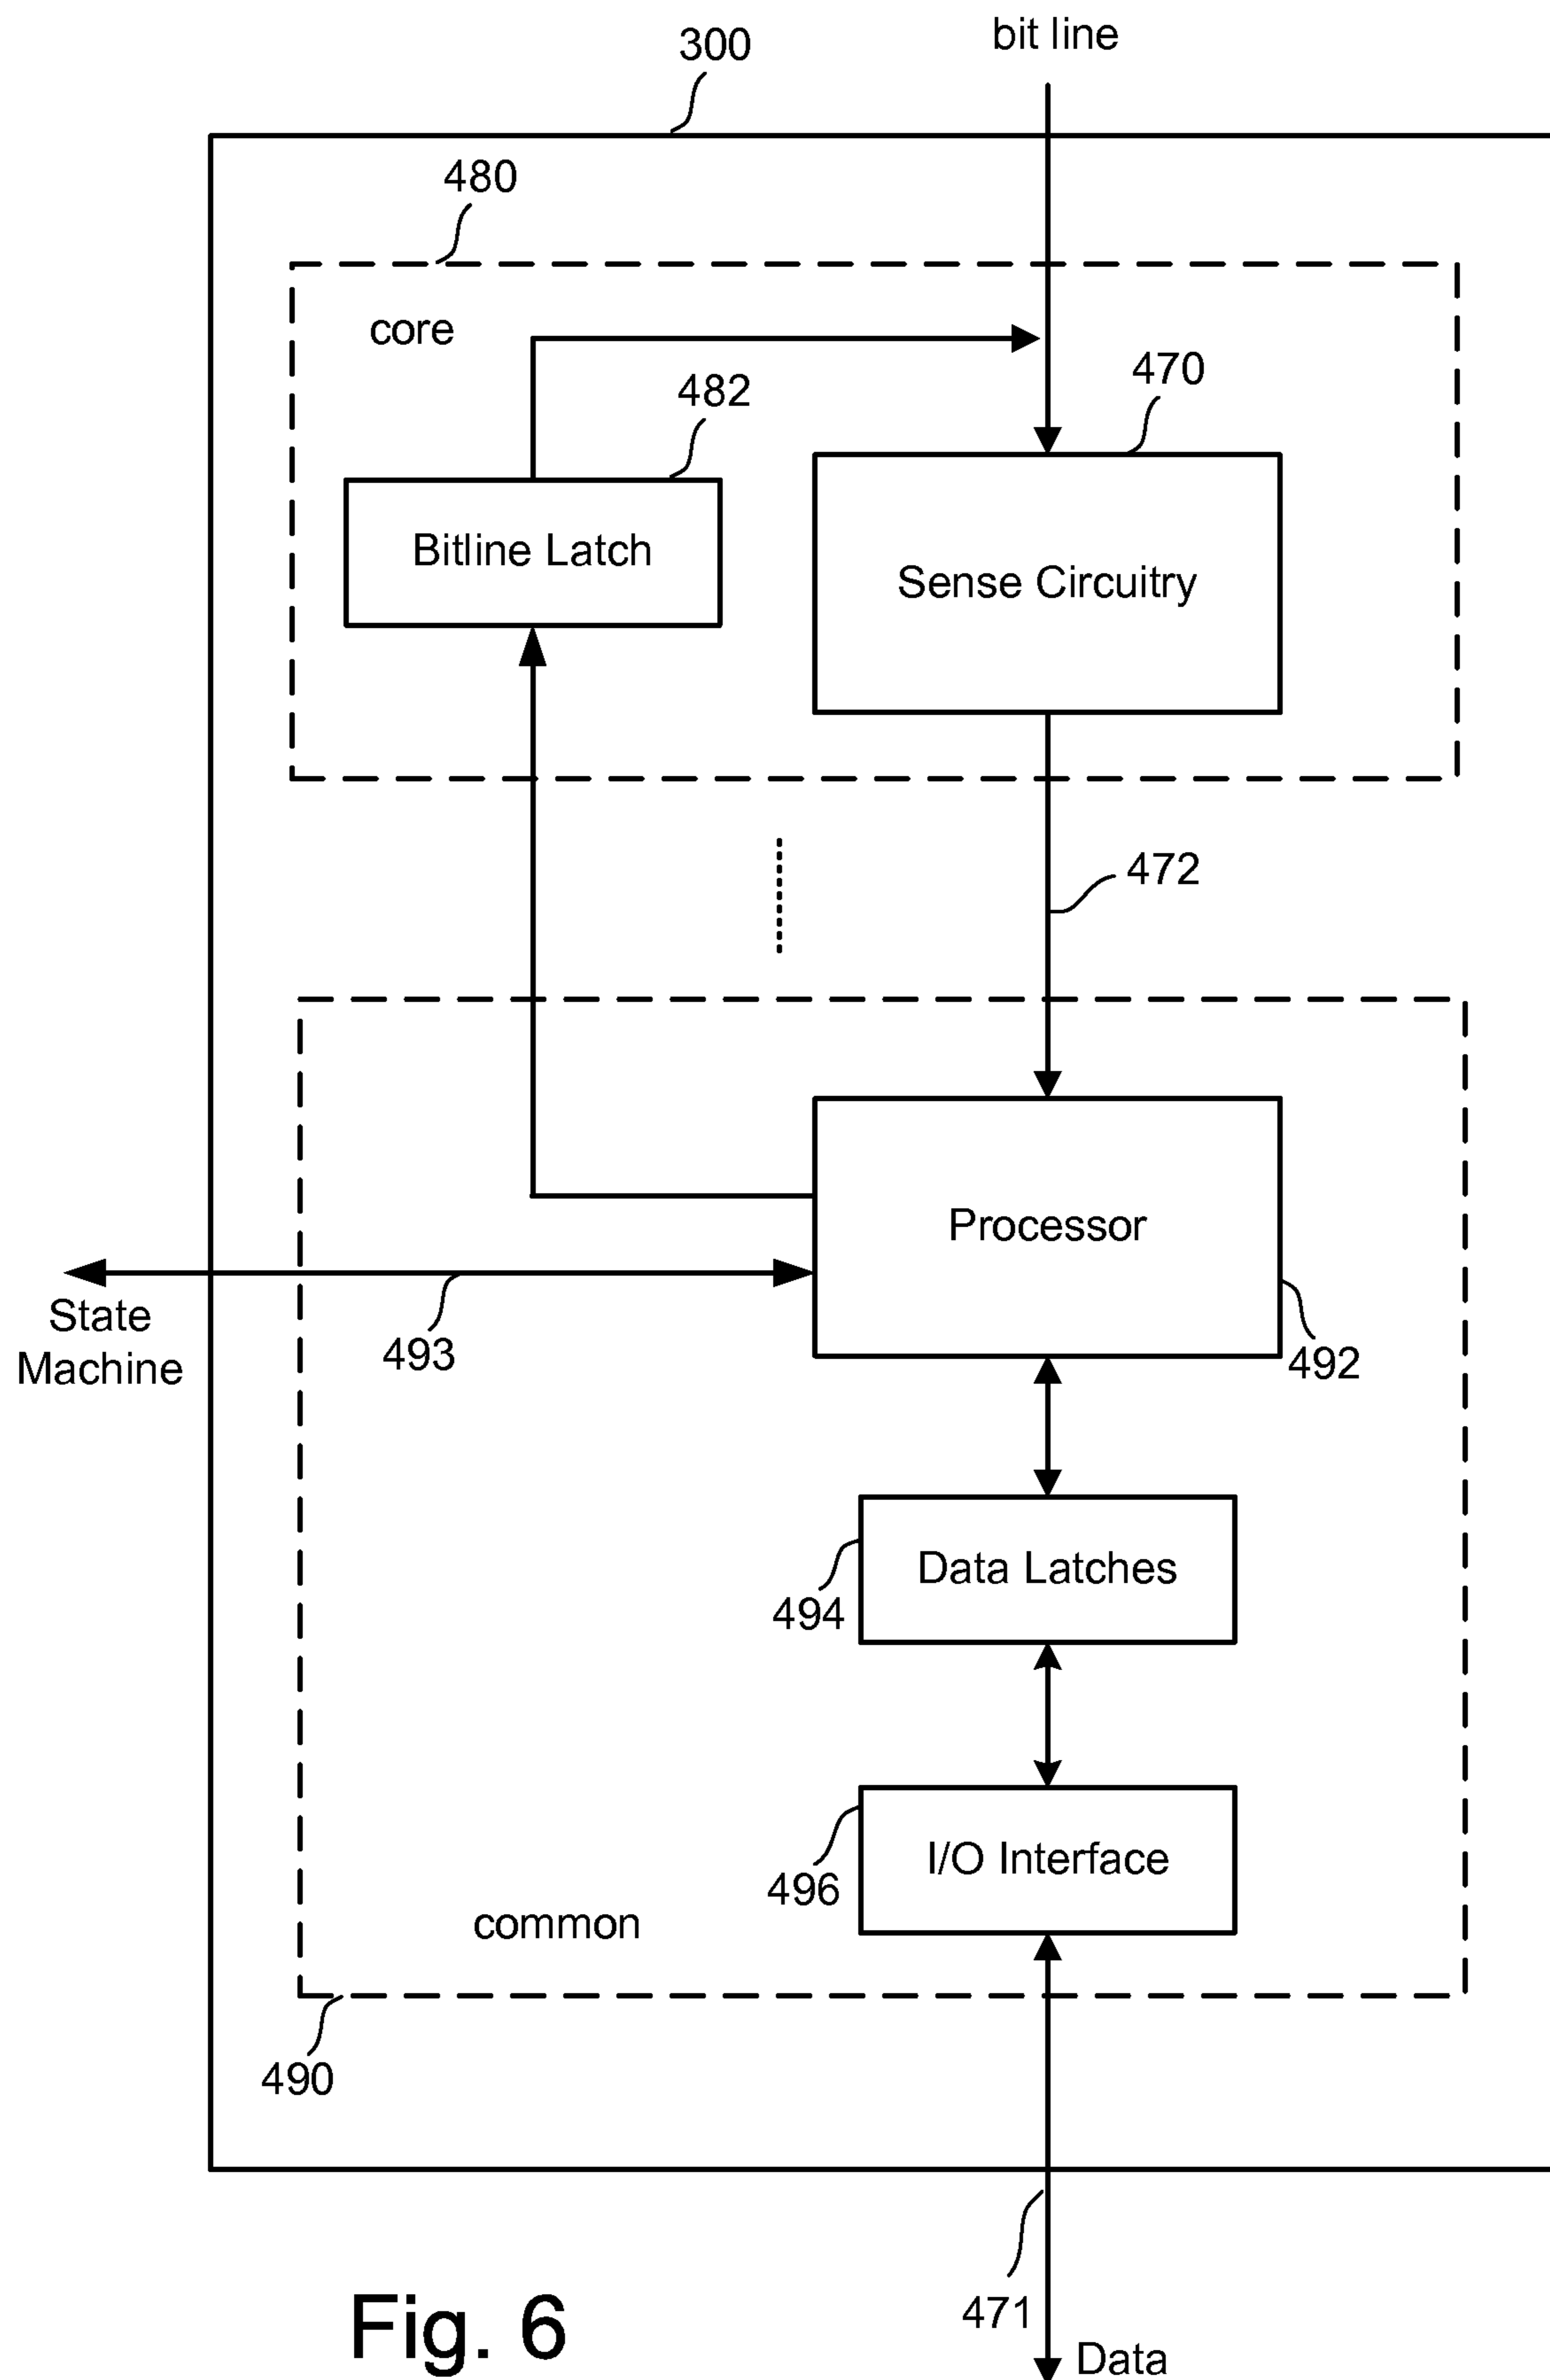 300
bit line
480
core
470
482
Bitline Latch
Sense Circuitry
472
Processor
State
Machine
493
492
Data Latches
494
I/O Interface
496
common
490
471
Data
Fig. 6